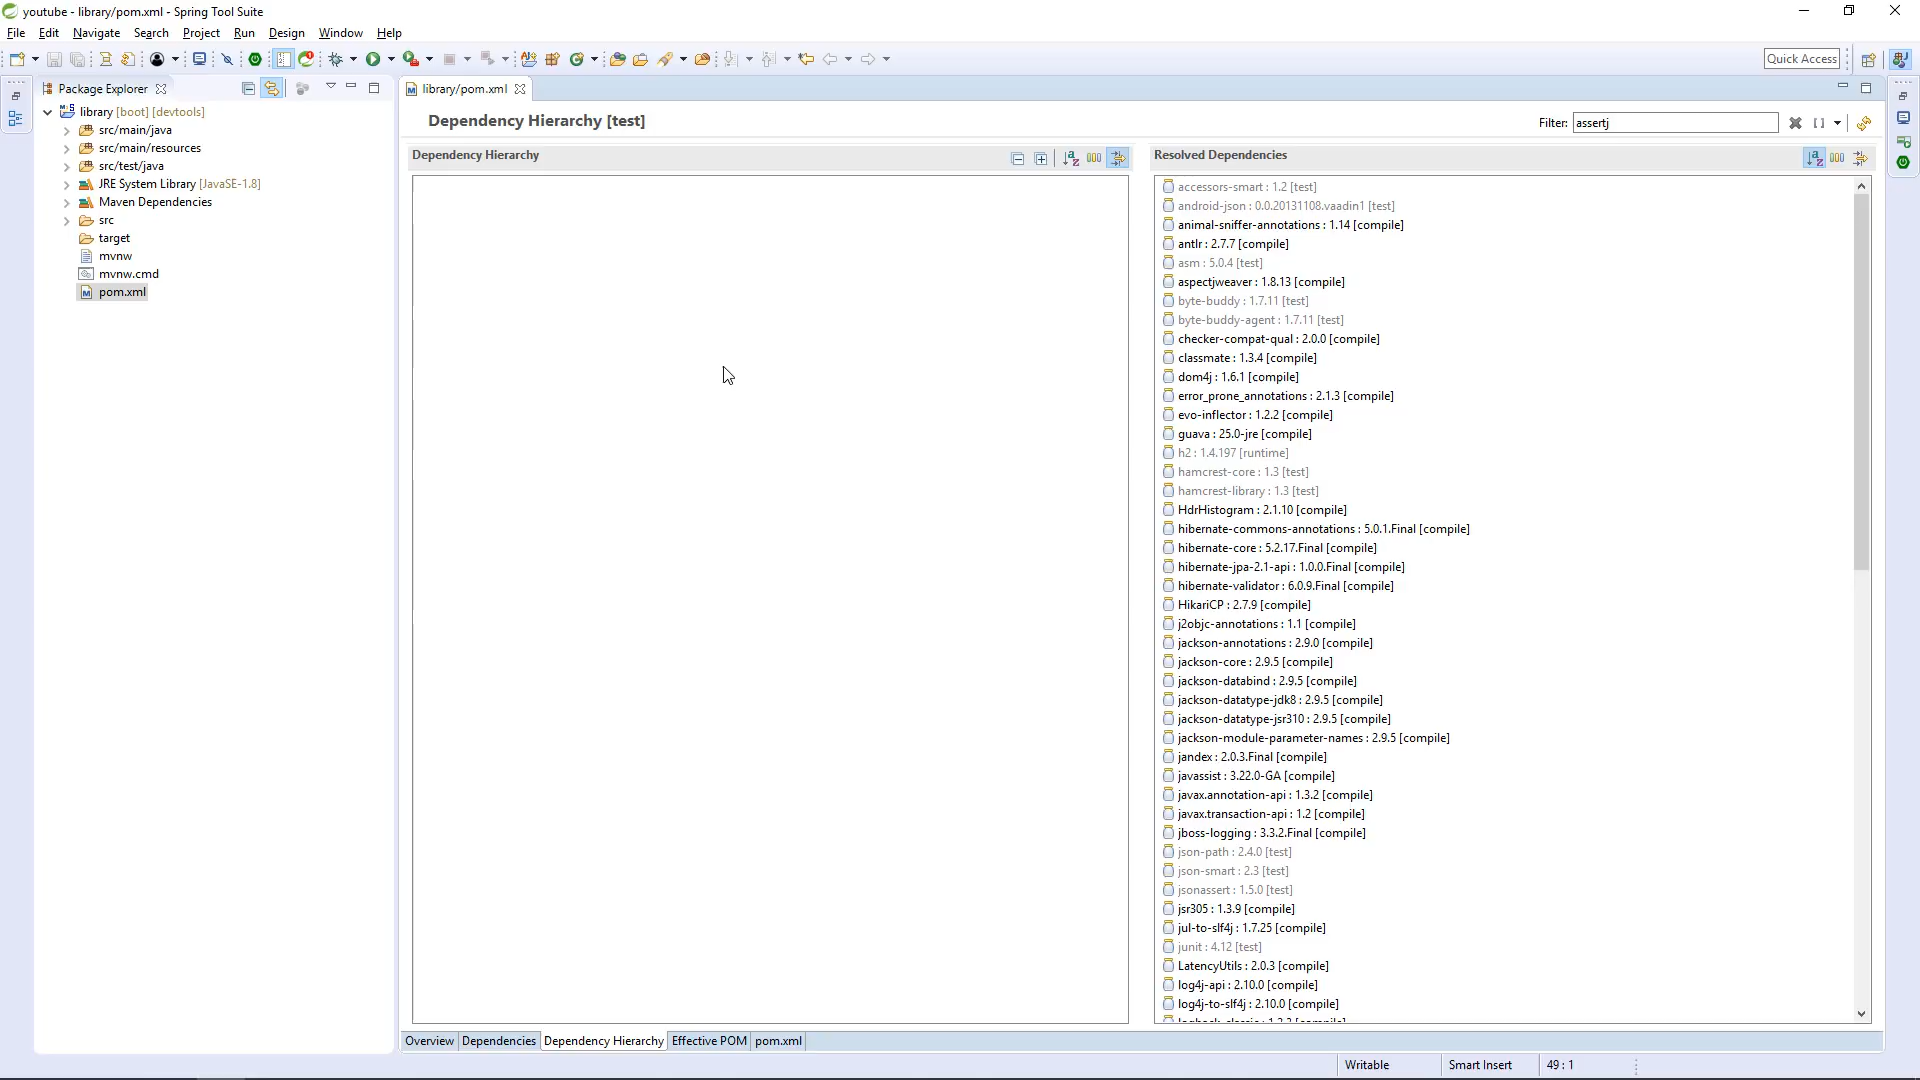 youtube - library/pom.xml - Spring Tool Suite
File Edit Navigate Search Project Run Design Window Help
Quick Access
Package Explorer
library [boot] [devtools]
src/main/java
src/main/resources
src/test/java
JRE System Library [JavaSE-1.8]
Maven Dependencies
src
target
mvnw
mvnw.cmd
pom.xml
library/pom.xml
Dependency Hierarchy [test]
Filter: assertj
Dependency Hierarchy
Resolved Dependencies
accessors-smart : 1.2 [test]
android-json : 0.0.20131108.vaadin1 [test]
animal-sniffer-annotations : 1.14 [compile]
antlr : 2.7.7 [compile]
asm : 5.0.4 [test]
aspectjweaver : 1.8.13 [compile]
byte-buddy : 1.7.11 [test]
byte-buddy-agent : 1.7.11 [test]
checker-compat-qual : 2.0.0 [compile]
classmate : 1.3.4 [compile]
dom4j : 1.6.1 [compile]
error_prone_annotations : 2.1.3 [compile]
evo-inflector : 1.2.2 [compile]
guava : 25.0-jre [compile]
h2 : 1.4.197 [runtime]
hamcrest-core : 1.3 [test]
hamcrest-library : 1.3 [test]
HdrHistogram : 2.1.10 [compile]
hibernate-commons-annotations : 5.0.1.Final [compile]
hibernate-core : 5.2.17.Final [compile]
hibernate-jpa-2.1-api : 1.0.0.Final [compile]
hibernate-validator : 6.0.9.Final [compile]
HikariCP : 2.7.9 [compile]
j2objc-annotations : 1.1 [compile]
jackson-annotations : 2.9.0 [compile]
jackson-core : 2.9.5 [compile]
jackson-databind : 2.9.5 [compile]
jackson-datatype-jdk8 : 2.9.5 [compile]
jackson-datatype-jsr310 : 2.9.5 [compile]
jackson-module-parameter-names : 2.9.5 [compile]
jandex : 2.0.3.Final [compile]
javassist : 3.22.0-GA [compile]
javax.annotation-api : 1.3.2 [compile]
javax.transaction-api : 1.2 [compile]
jboss-logging : 3.3.2.Final [compile]
json-path : 2.4.0 [test]
json-smart : 2.3 [test]
jsonassert : 1.5.0 [test]
jsr305 : 1.3.9 [compile]
jul-to-slf4j : 1.7.25 [compile]
junit : 4.12 [test]
LatencyUtils : 2.0.3 [compile]
log4j-api : 2.10.0 [compile]
log4j-to-slf4j : 2.10.0 [compile]
Overview Dependencies Dependency Hierarchy Effective POM pom.xml
Writable Smart Insert 49 : 1